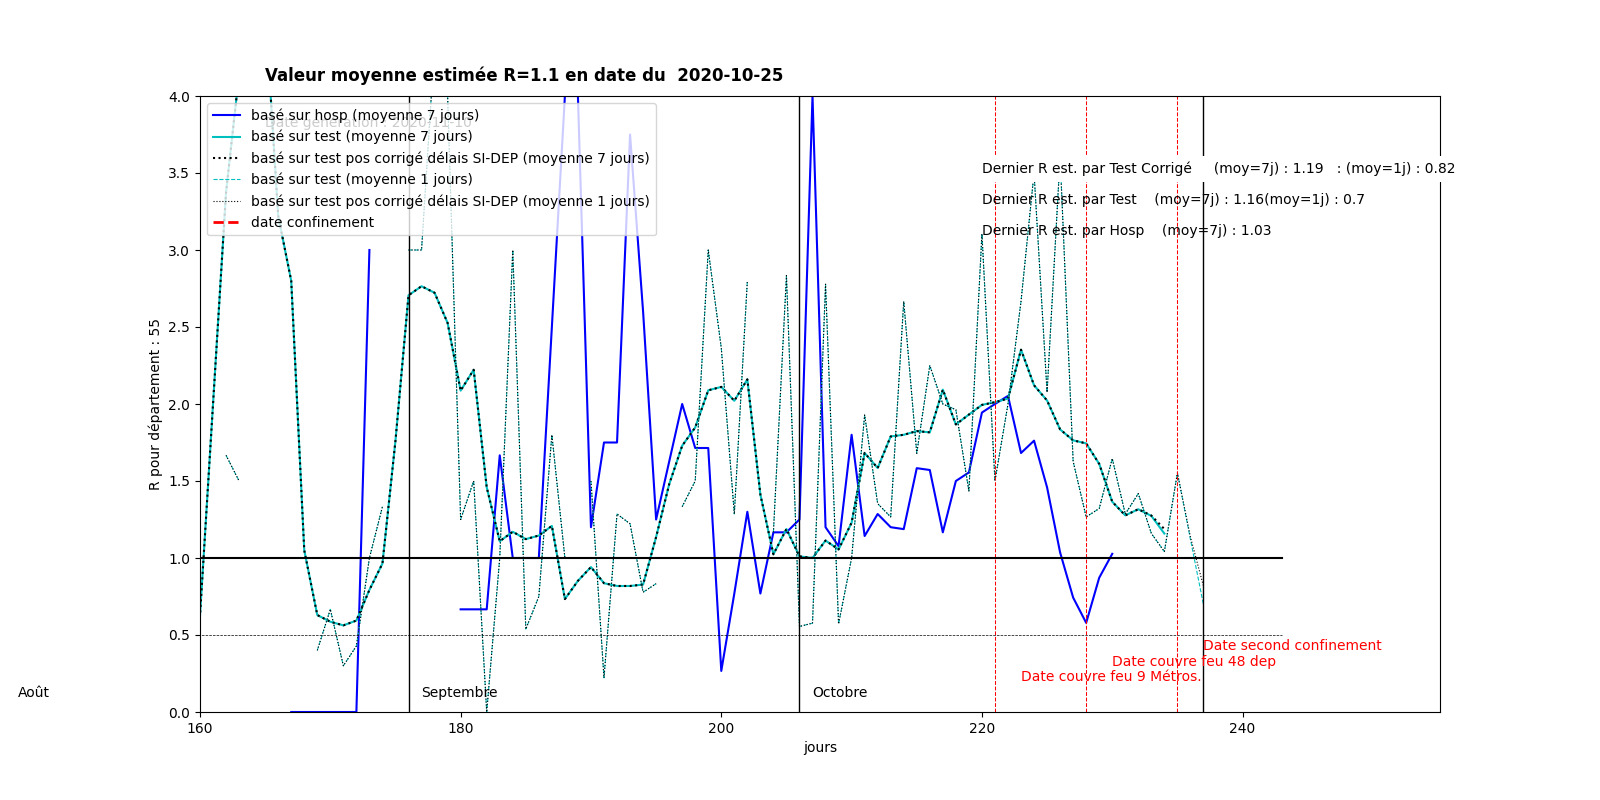 Valeur moyenne estimée R=1.1 en date du  2020-10-25
4.0
3.5
3.0
2.5
2.0
1.5
1.0
0.5
0.0
R pour département : 55
basé sur hosp (moyenne 7 jours)
Date génération : 2020-11-10
basé sur test (moyenne 7 jours)
basé sur test pos corrigé délais SI-DEP (moyenne 7 jours)
basé sur test (moyenne 1 jours)
basé sur test pos corrigé délais SI-DEP (moyenne 1 jours)
date confinement
Dernier R est. par Test Corrigé    (moy=7j) : 1.19   : (moy=1j) : 0.82
Dernier R est. par Test    (moy=7j) : 1.16(moy=1j) : 0.7
Dernier R est. par Hosp    (moy=7j) : 1.03
Date second confinement
Date couvre feu 48 dep
Date couvre feu 9 Métros.
Août
Septembre
Octobre
160
180
200
220
240
jours